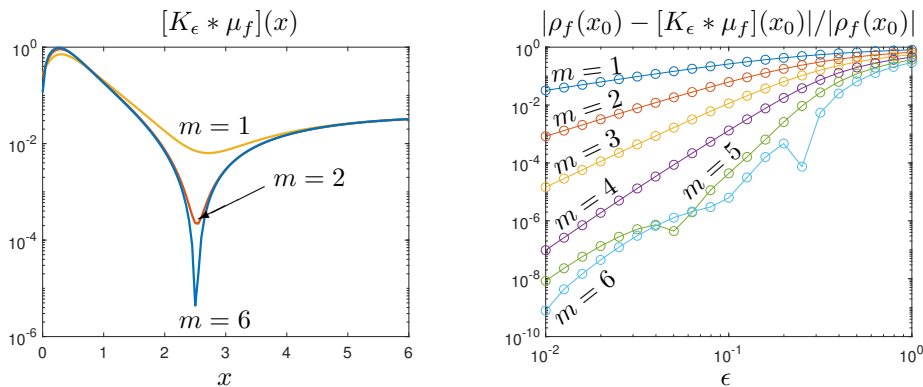 [K_ϵ * μ_f](x)
10^0
10^-2
10^-4
10^-6
m = 1
m = 2
m = 6
0 1 2 3 4 5 6
x
|ρ_f(x_0) − [K_ϵ * μ_f](x_0)|/|ρ_f(x_0)|
10^0
10^-2
10^-4
10^-6
10^-8
10^-10
m = 1
m = 2
m = 3
m = 4
m = 5
m = 6
10^-2 10^-1 10^0
ϵ